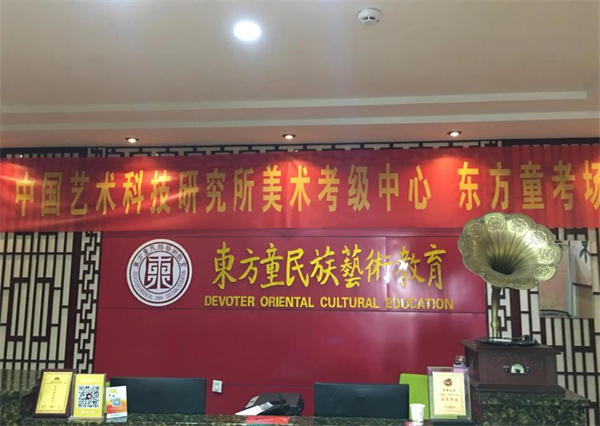 中国艺术科技研究所美术考级中心 东方童考场
東方童民族藝術教育
DEVOTER ORIENTAL CULTURAL EDUCATION
東